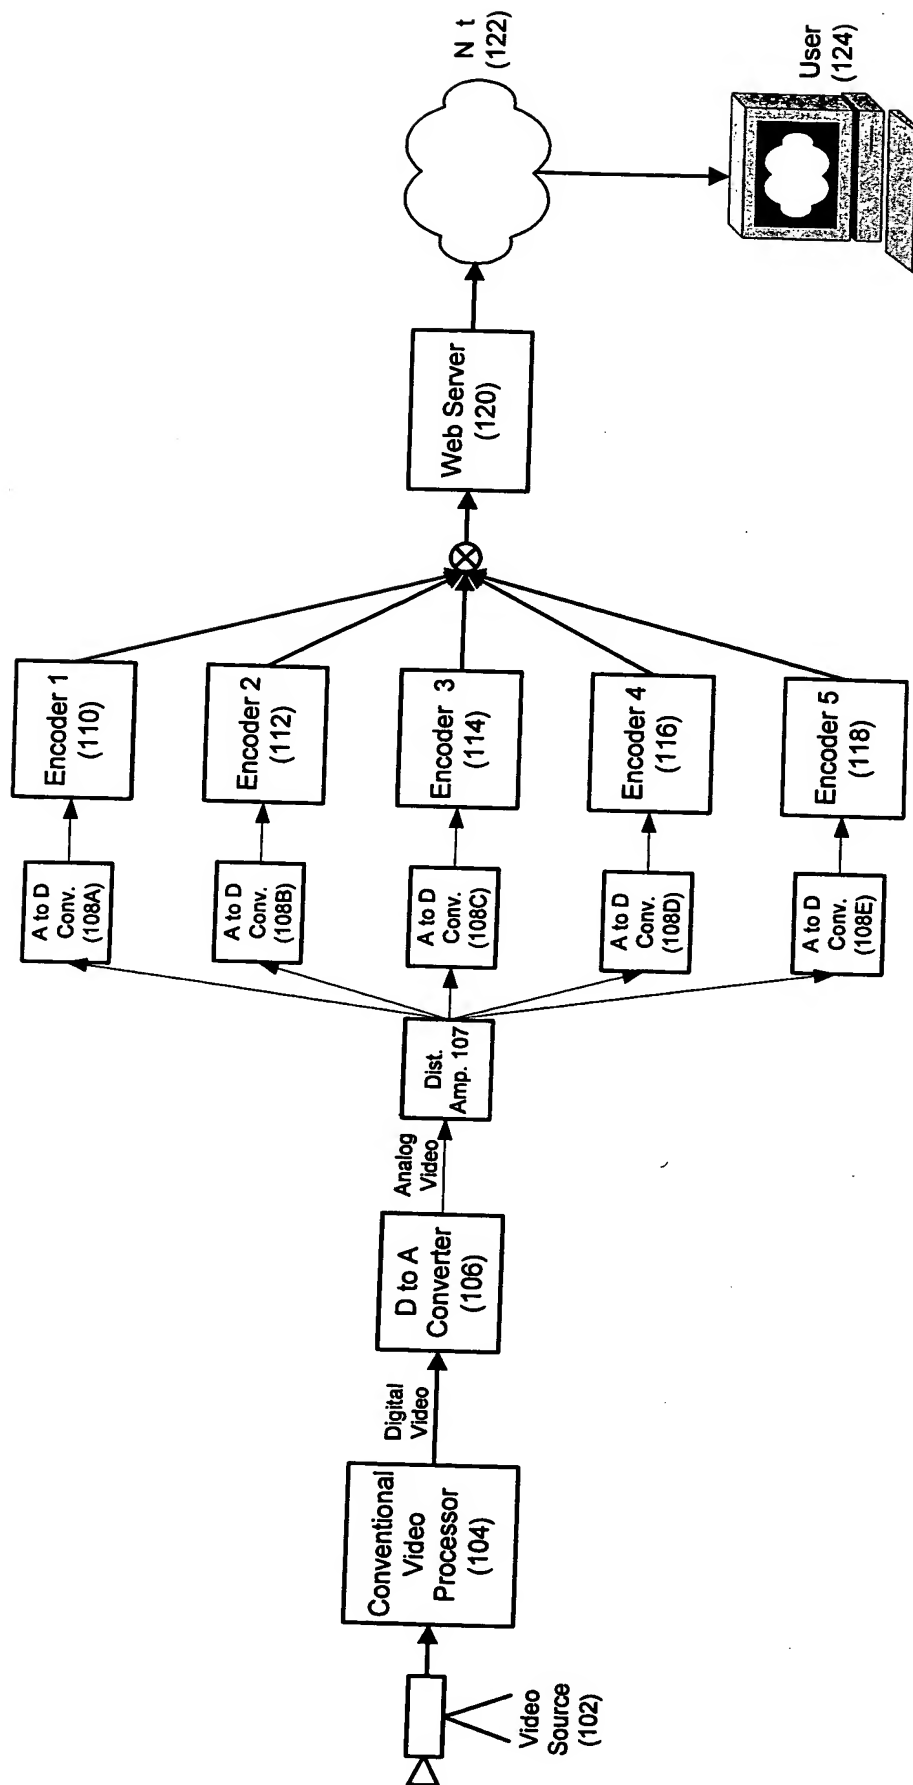 Video
Source
(102)
Conventional
Video
Processor
(104)
Digital
Video
D to A
Converter
(106)
Analog
Video
Dist.
Amp. 107
A to D
Conv.
(108A)
A to D
Conv.
(108B)
A to D
Conv.
(108C)
A to D
Conv.
(108D)
A to D
Conv.
(108E)
Encoder 1
(110)
Encoder 2
(112)
Encoder 3
(114)
Encoder 4
(116)
Encoder 5
(118)
Web Server
(120)
N t
(122)
User
(124)